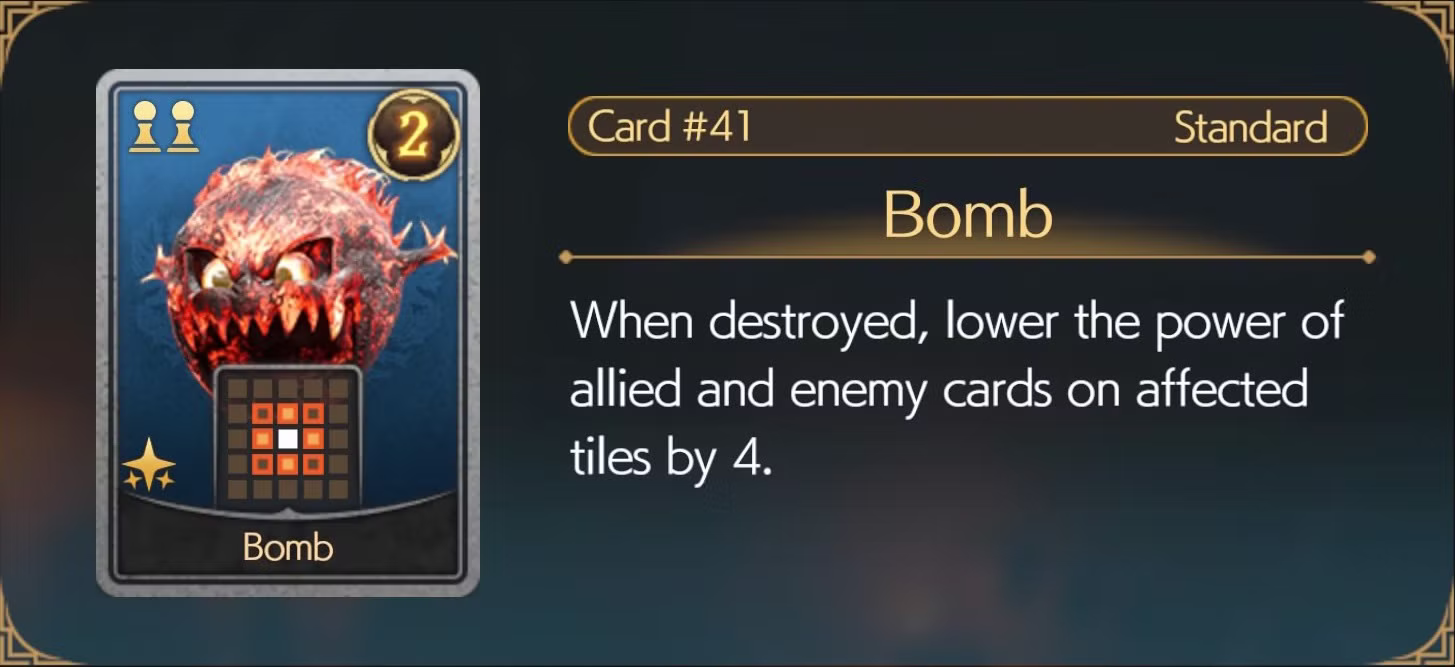 2
Bomb
Card #41 Standard
Bomb
When destroyed, lower the power of
allied and enemy cards on affected
tiles by 4.